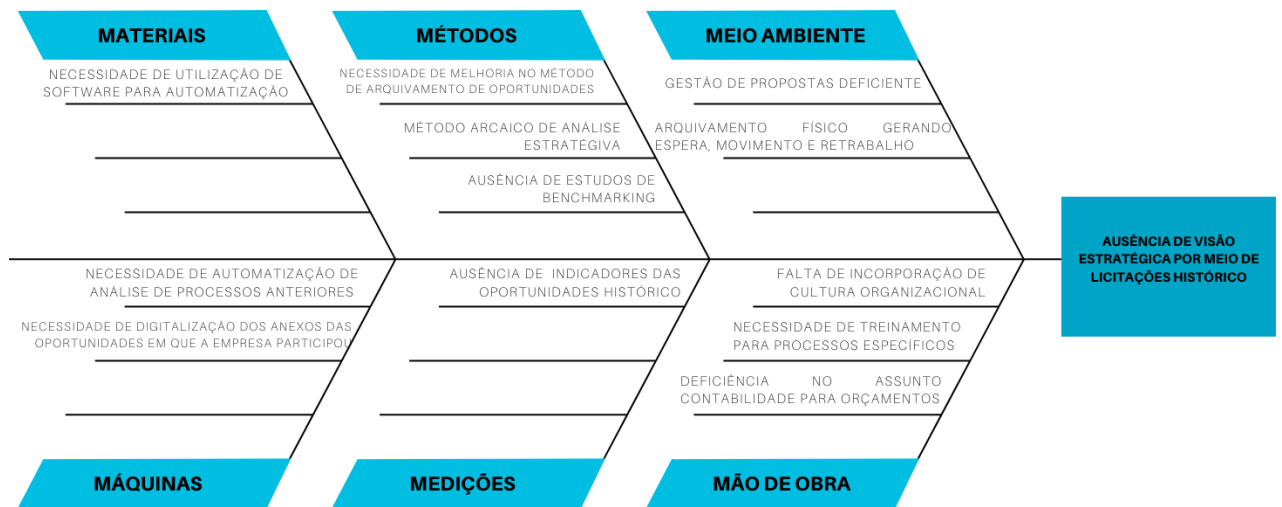 MATERIAIS
NECESSIDADE DE UTILIZAÇÃO DE
SOFTWARE PARA AUTOMATIZAÇÃO
MÉTODOS
NECESSIDADE DE MELHORIA NO MÉTODO
DE ARQUIVAMENTO DE OPORTUNIDADES
MÉTODO ARCAICO DE ANÁLISE
ESTRATÉGIVA
AUSÊNCIA DE ESTUDOS DE
BENCHMARKING
MEIO AMBIENTE
GESTÃO DE PROPOSTAS DEFICIENTE
ARQUIVAMENTO FÍSICO GERANDO
ESPERA, MOVIMENTO E RETRABALHO
AUSÊNCIA DE VISÃO
ESTRATÉGICA POR MEIO DE
LICITAÇÕES HISTÓRICO
NECESSIDADE DE AUTOMATIZAÇÃO DE
ANÁLISE DE PROCESSOS ANTERIORES
NECESSIDADE DE DIGITALIZAÇÃO DOS ANEXOS DAS
OPORTUNIDADES EM QUE A EMPRESA PARTICIPOU
MÁQUINAS
AUSÊNCIA DE INDICADORES DAS
OPORTUNIDADES HISTÓRICO
MEDIÇÕES
FALTA DE INCORPORAÇÃO DE
CULTURA ORGANIZACIONAL
NECESSIDADE DE TREINAMENTO
PARA PROCESSOS ESPECÍFICOS
DEFICIÊNCIA NO ASSUNTO
CONTABILIDADE PARA ORÇAMENTOS
MÃO DE OBRA